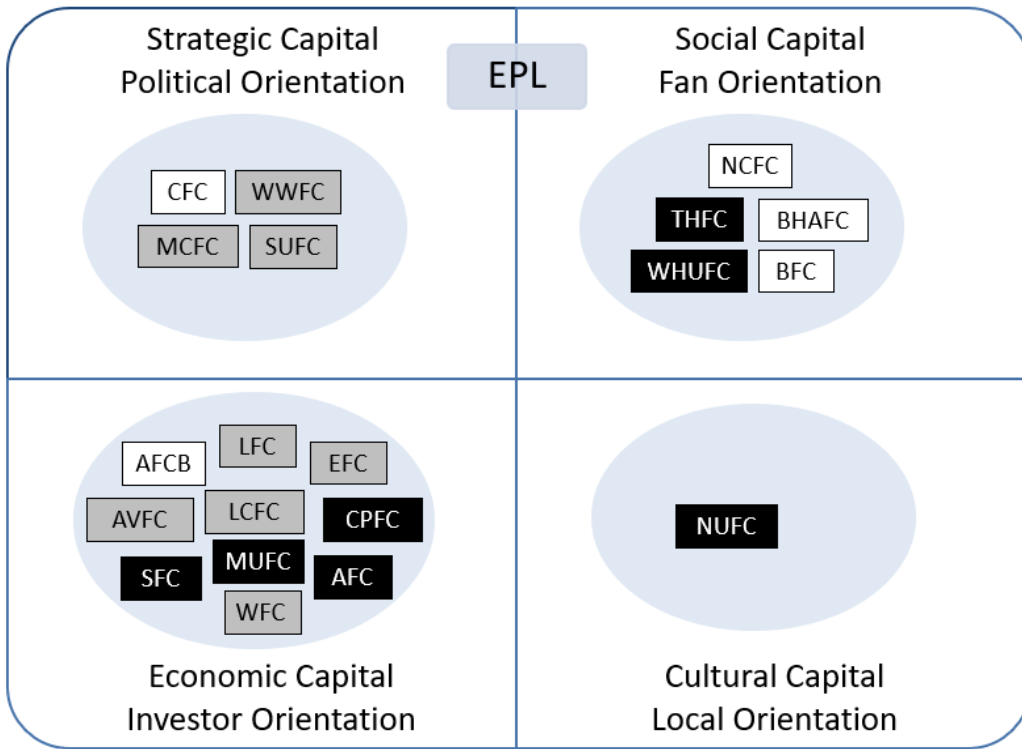 Strategic Capital
Political Orientation
EPL
Social Capital
Fan Orientation
CFC
WWFC
MCFC
SUFC
NCFC
THFC
BHAFC
WHUFC
BFC
AFCB
LFC
EFC
AVFC
LCFC
CPFC
SFC
MUFC
AFC
WFC
NUFC
Economic Capital
Investor Orientation
Cultural Capital
Local Orientation